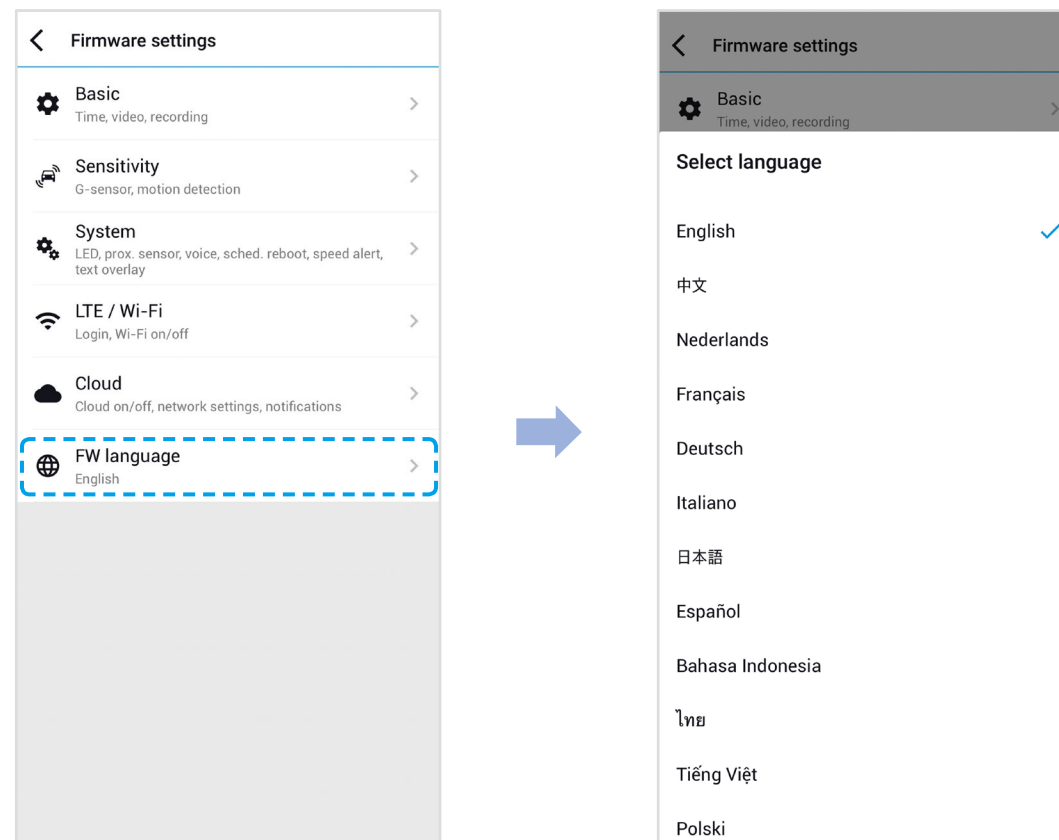 Firmware settings
Basic
Time, video, recording
Sensitivity
G-sensor, motion detection
System
LED, prox. sensor, voice, sched. reboot, speed alert,
text overlay
LTE / Wi-Fi
Login, Wi-Fi on/off
Cloud
Cloud on/off, network settings, notifications
FW language
English
Firmware settings
Basic
Time, video, recording
Select language
English
中文
Nederlands
Français
Deutsch
Italiano
日本語
Español
Bahasa Indonesia
ไทย
Tiếng Việt
Polski